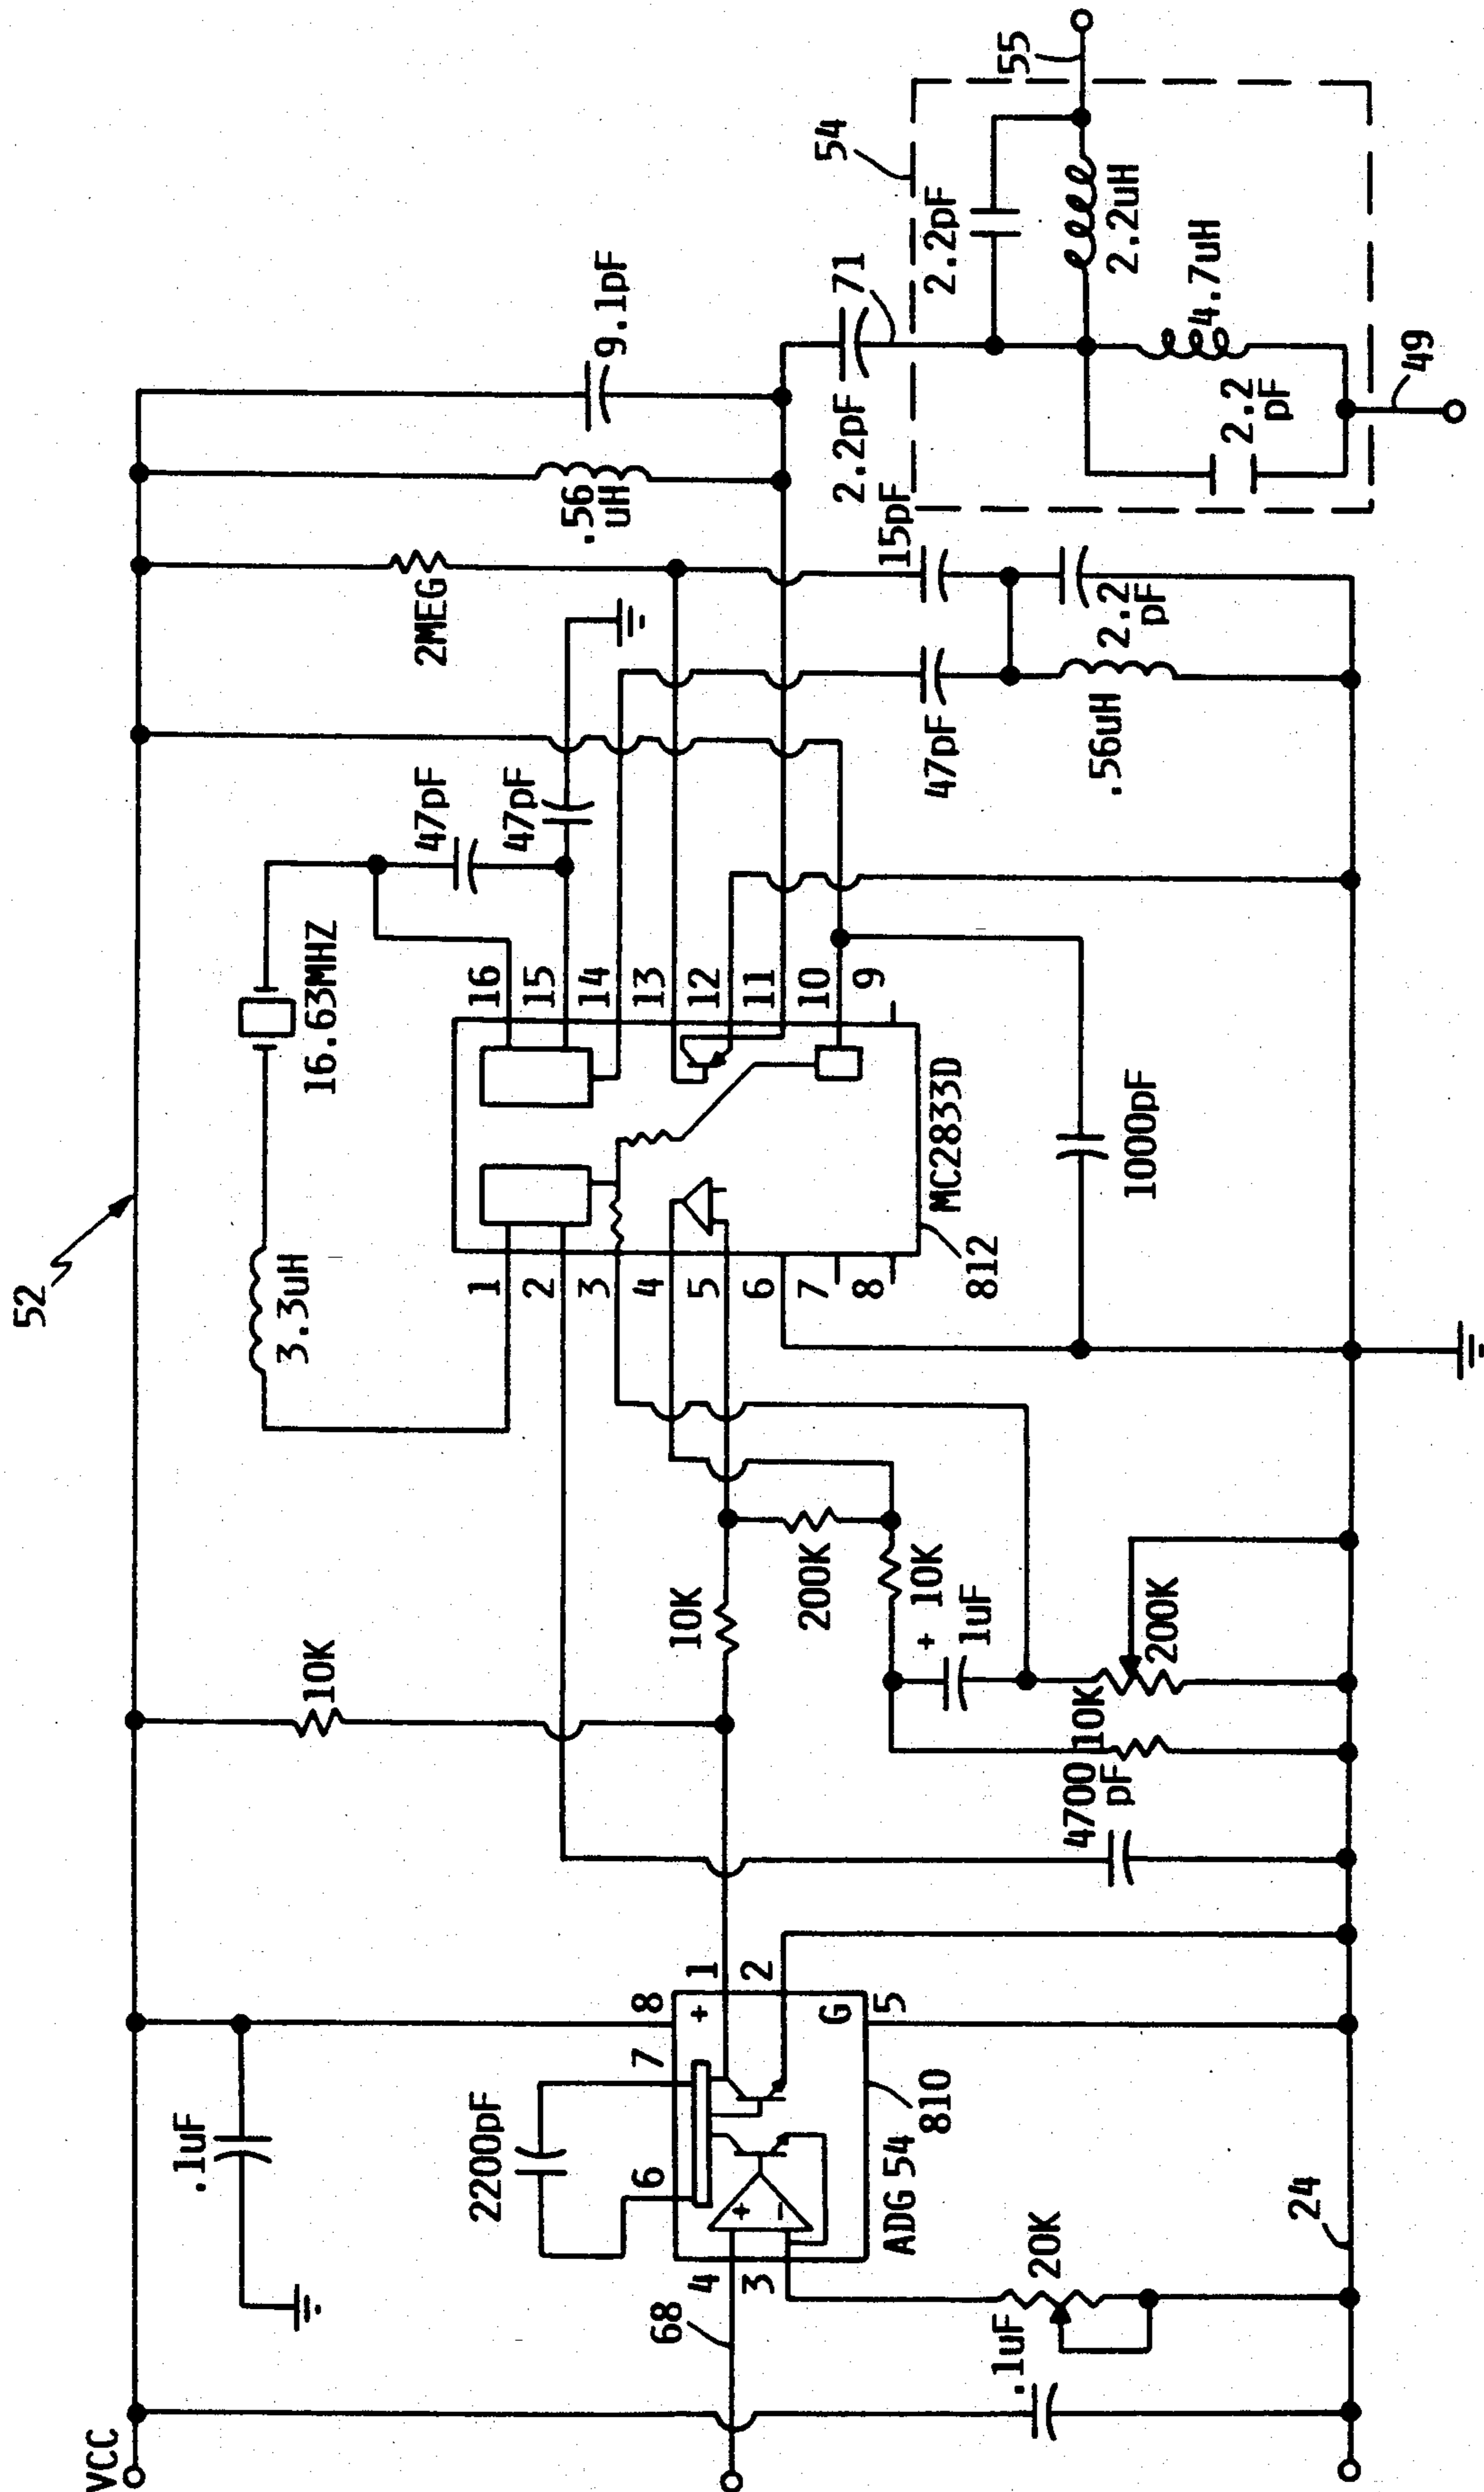 52
VCC
.1uF
10K
3.3uH
16.63MHZ
47pF
47pF
2MEG
.56
uH
9.1pF
2200pF
6
7
8
+
1
2
4
3
+
−
G
5
68
ADG 54
810
.1uF
20K
24
10K
200K
10K
+
1uF
4700
pF
10K
200K
1
2
3
4
5
6
7
8
16
15
14
13
12
11
10
9
812
MC2833D
1000pF
47pF
15pF
.56uH
2.2
pF
2.2pF
71
54
2.2pF
55
2.2uH
4.7uH
2.2
pF
49